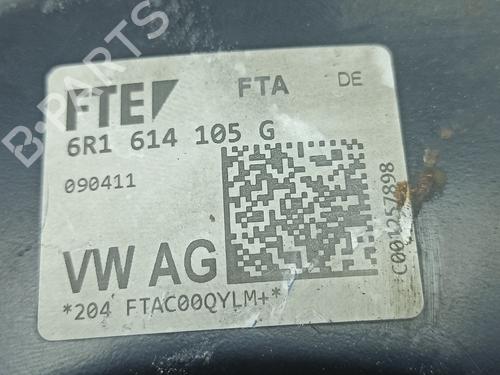 FTE FTA DE
6R1 614 105 G
090411
VW AG
*204 FTAC00QYLM+*
C001257898
B-PARTS